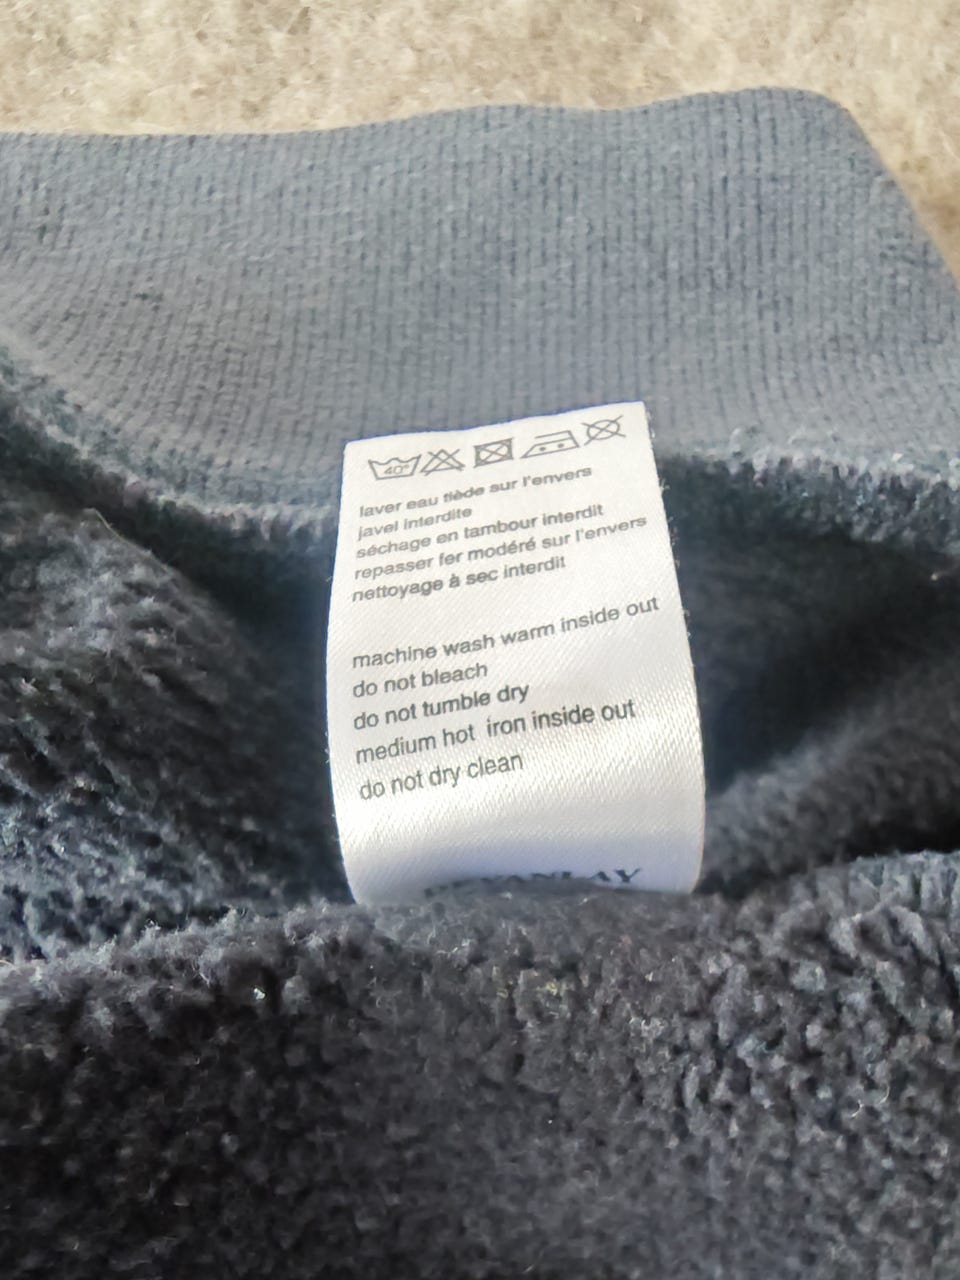 40°
laver eau tiède sur l'envers
javel interdite
séchage en tambour interdit
repasser fer modéré sur l'envers
nettoyage à sec interdit
machine wash warm inside out
do not bleach
do not tumble dry
medium hot iron inside out
do not dry clean
DEVANLAY